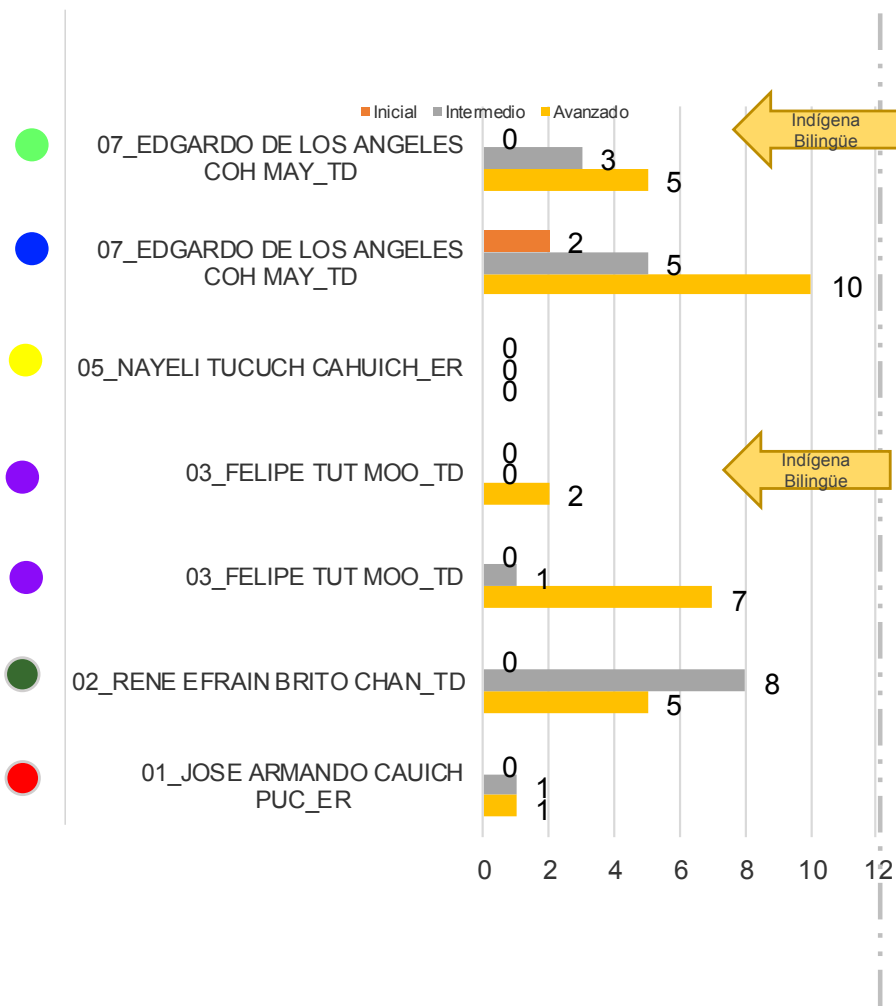 Inicial Intermedio Avanzado
Indígena
Bilingüe
07_EDGARDO DE LOS ANGELES
COH MAY_TD
0
3
5
07_EDGARDO DE LOS ANGELES
COH MAY_TD
2
5
10
05_NAYELI TUCUCH CAHUICH_ER
0
0
0
03_FELIPE TUT MOO_TD
0
0
2
Indígena
Bilingüe
03_FELIPE TUT MOO_TD
0
1
7
02_RENE EFRAIN BRITO CHAN_TD
0
8
5
01_JOSE ARMANDO CAUICH
PUC_ER
0
1
1
0 2 4 6 8 10 12